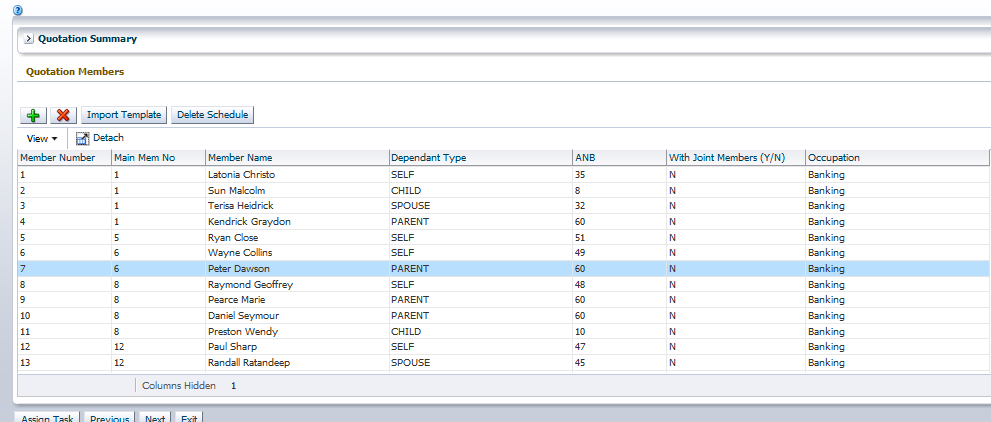 ?
Quotation Summary
Quotation Members
Import Template Delete Schedule
View Detach
Member Number Main Mem No Member Name Dependant Type ANB With Joint Members (Y/N) Occupation
1 1 Latonia Christo SELF 35 N Banking
2 1 Sun Malcolm CHILD 8 N Banking
3 1 Terisa Heidrick SPOUSE 32 N Banking
4 1 Kendrick Graydon PARENT 60 N Banking
5 5 Ryan Close SELF 51 N Banking
6 6 Wayne Collins SELF 49 N Banking
7 6 Peter Dawson PARENT 60 N Banking
8 8 Raymond Geoffrey SELF 48 N Banking
9 8 Pearce Marie PARENT 60 N Banking
10 8 Daniel Seymour PARENT 60 N Banking
11 8 Preston Wendy CHILD 10 N Banking
12 12 Paul Sharp SELF 47 N Banking
13 12 Randall Ratandeep SPOUSE 45 N Banking
Columns Hidden 1
Assign Task Previous Next Exit